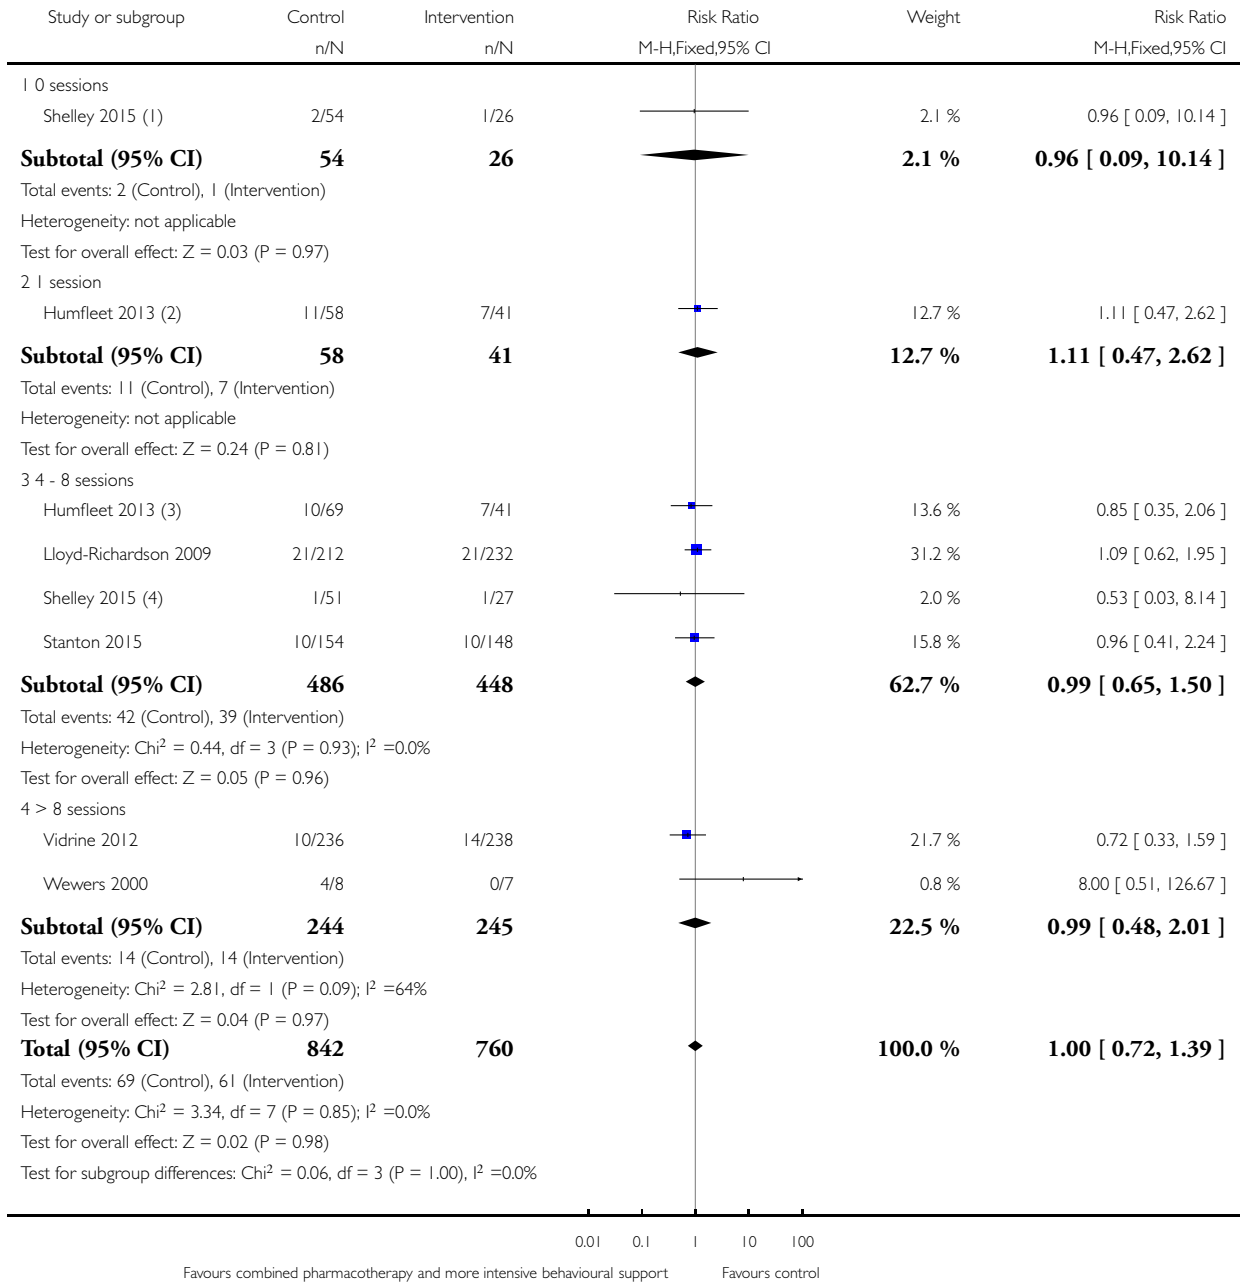 Study or subgroup Control Intervention Risk Ratio Weight Risk Ratio
n/N n/N M-H,Fixed,95% CI M-H,Fixed,95% CI
1 0 sessions
Shelley 2015 (1) 2/54 1/26 2.1 % 0.96 [ 0.09, 10.14 ]
Subtotal (95% CI) 54 26 2.1 % 0.96 [ 0.09, 10.14 ]
Total events: 2 (Control), 1 (Intervention)
Heterogeneity: not applicable
Test for overall effect: Z = 0.03 (P = 0.97)
2 1 session
Humfleet 2013 (2) 11/58 7/41 12.7 % 1.11 [ 0.47, 2.62 ]
Subtotal (95% CI) 58 41 12.7 % 1.11 [ 0.47, 2.62 ]
Total events: 11 (Control), 7 (Intervention)
Heterogeneity: not applicable
Test for overall effect: Z = 0.24 (P = 0.81)
3 4 - 8 sessions
Humfleet 2013 (3) 10/69 7/41 13.6 % 0.85 [ 0.35, 2.06 ]
Lloyd-Richardson 2009 21/212 21/232 31.2 % 1.09 [ 0.62, 1.95 ]
Shelley 2015 (4) 1/51 1/27 2.0 % 0.53 [ 0.03, 8.14 ]
Stanton 2015 10/154 10/148 15.8 % 0.96 [ 0.41, 2.24 ]
Subtotal (95% CI) 486 448 62.7 % 0.99 [ 0.65, 1.50 ]
Total events: 42 (Control), 39 (Intervention)
Heterogeneity: Chi² = 0.44, df = 3 (P = 0.93); I² =0.0%
Test for overall effect: Z = 0.05 (P = 0.96)
4 > 8 sessions
Vidrine 2012 10/236 14/238 21.7 % 0.72 [ 0.33, 1.59 ]
Wewers 2000 4/8 0/7 0.8 % 8.00 [ 0.51, 126.67 ]
Subtotal (95% CI) 244 245 22.5 % 0.99 [ 0.48, 2.01 ]
Total events: 14 (Control), 14 (Intervention)
Heterogeneity: Chi² = 2.81, df = 1 (P = 0.09); I² =64%
Test for overall effect: Z = 0.04 (P = 0.97)
Total (95% CI) 842 760 100.0 % 1.00 [ 0.72, 1.39 ]
Total events: 69 (Control), 61 (Intervention)
Heterogeneity: Chi² = 3.34, df = 7 (P = 0.85); I² =0.0%
Test for overall effect: Z = 0.02 (P = 0.98)
Test for subgroup differences: Chi² = 0.06, df = 3 (P = 1.00), I² =0.0%
0.01 0.1 1 10 100
Favours combined pharmacotherapy and more intensive behavioural support Favours control